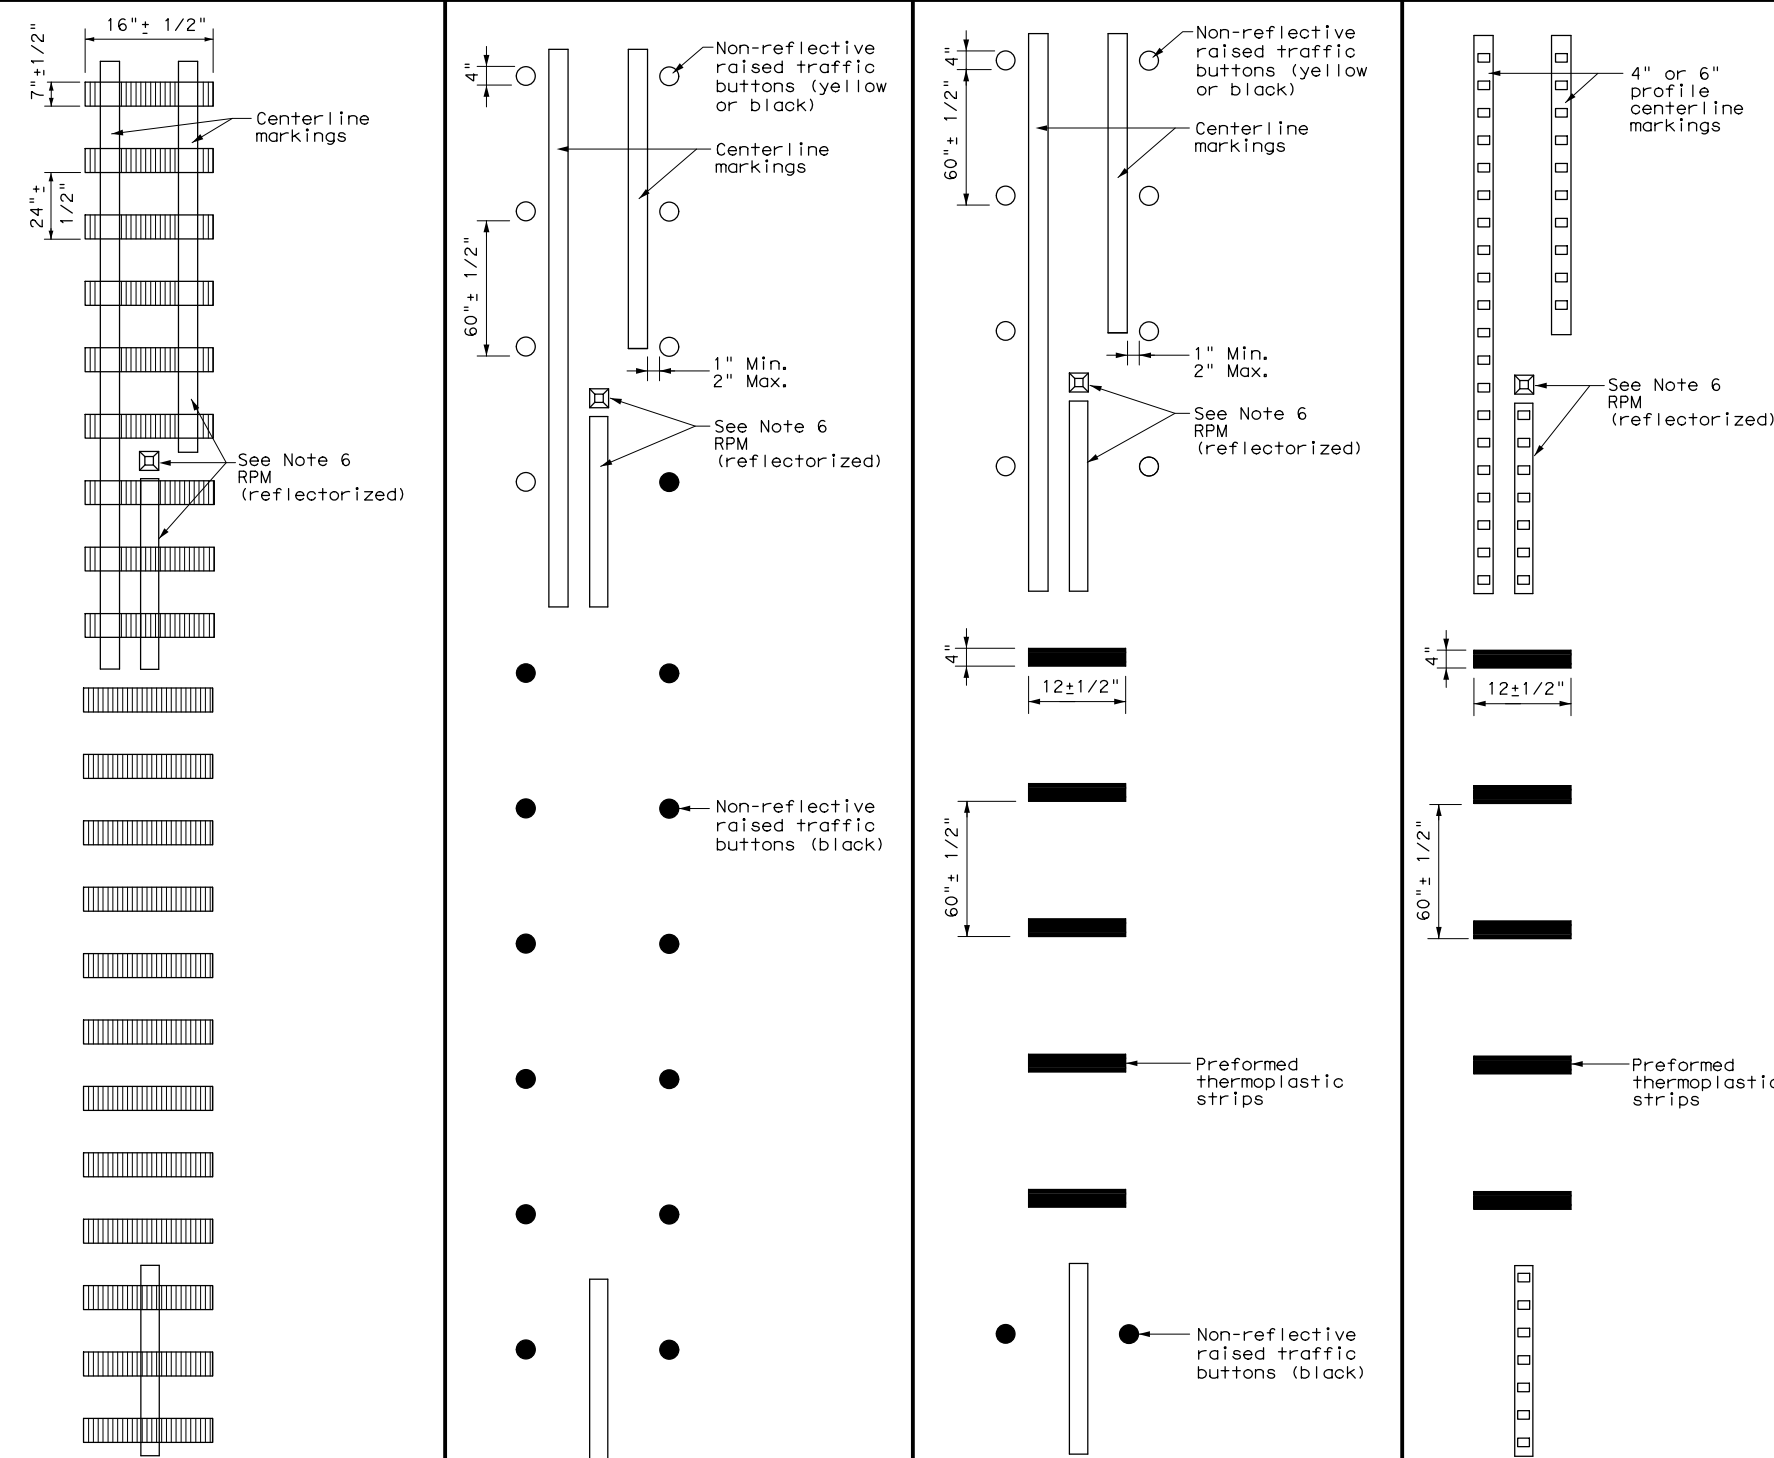 16"± 1/2"
7"±1/2"
24"±
1/2"
Centerline
markings
See Note 6
RPM
(reflectorized)
4"
60"± 1/2"
Non-reflective
raised traffic
buttons (yellow
or black)
Centerline
markings
1" Min.
2" Max.
See Note 6
RPM
(reflectorized)
Non-reflective
raised traffic
buttons (black)
4"
60"± 1/2"
Non-reflective
raised traffic
buttons (yellow
or black)
Centerline
markings
1" Min.
2" Max.
See Note 6
RPM
(reflectorized)
4"
12±1/2"
60"± 1/2"
Preformed
thermoplastic
strips
Non-reflective
raised traffic
buttons (black)
4" or 6"
profile
centerline
markings
See Note 6
RPM
(reflectorized)
4"
12±1/2"
60"± 1/2"
Preformed
thermoplastic
strips